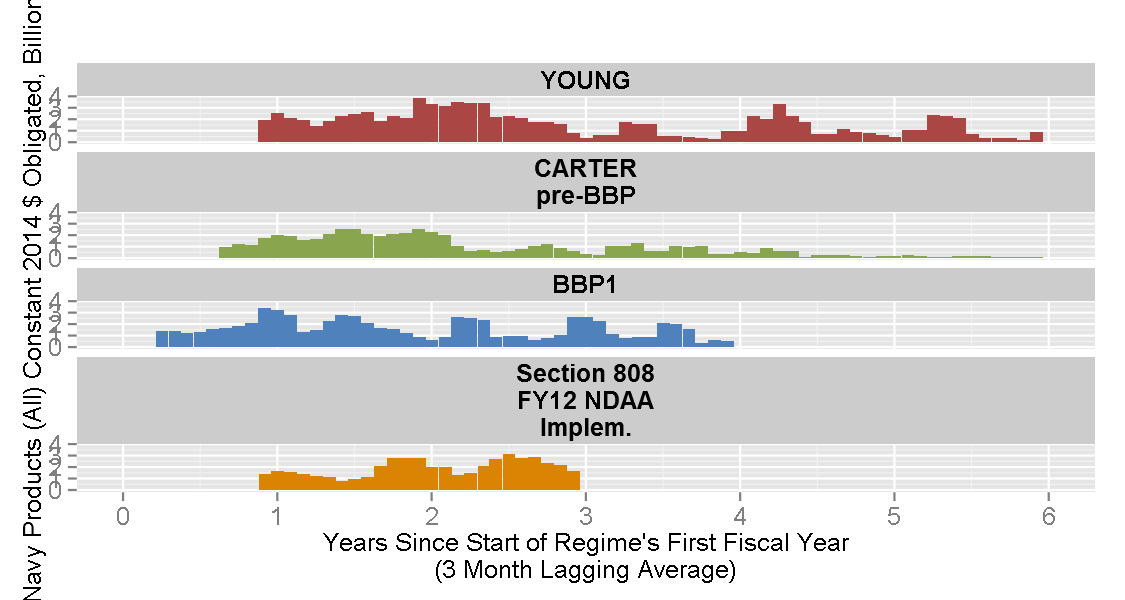 Navy Products (All) Constant 2014 $ Obligated, Billion
YOUNG
4
3
2
1
0
CARTER
pre-BBP
4
3
2
1
0
BBP1
4
3
2
1
0
Section 808
FY12 NDAA
Implem.
4
3
2
1
0
0 1 2 3 4 5 6
Years Since Start of Regime's First Fiscal Year
(3 Month Lagging Average)